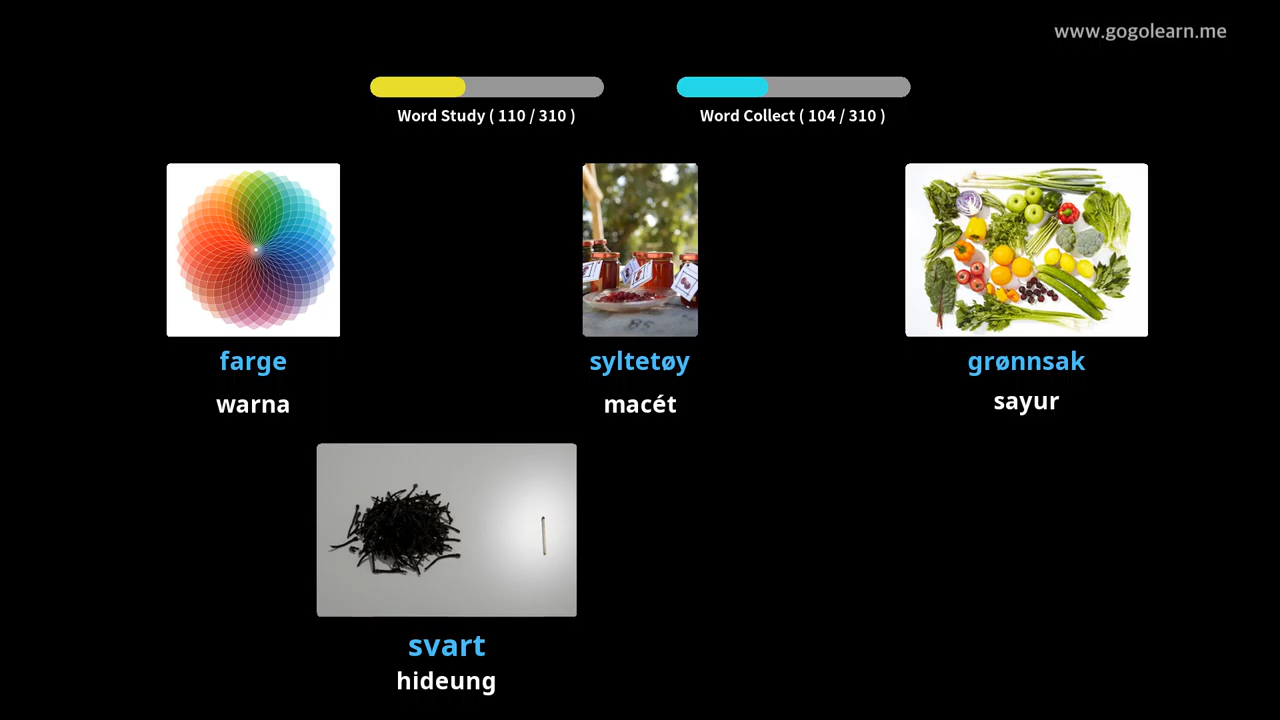 www.gogolearn.me
Word Study ( 110 / 310 )
Word Collect ( 104 / 310 )
farge
warna
syltetøy
macét
grønnsak
sayur
svart
hideung